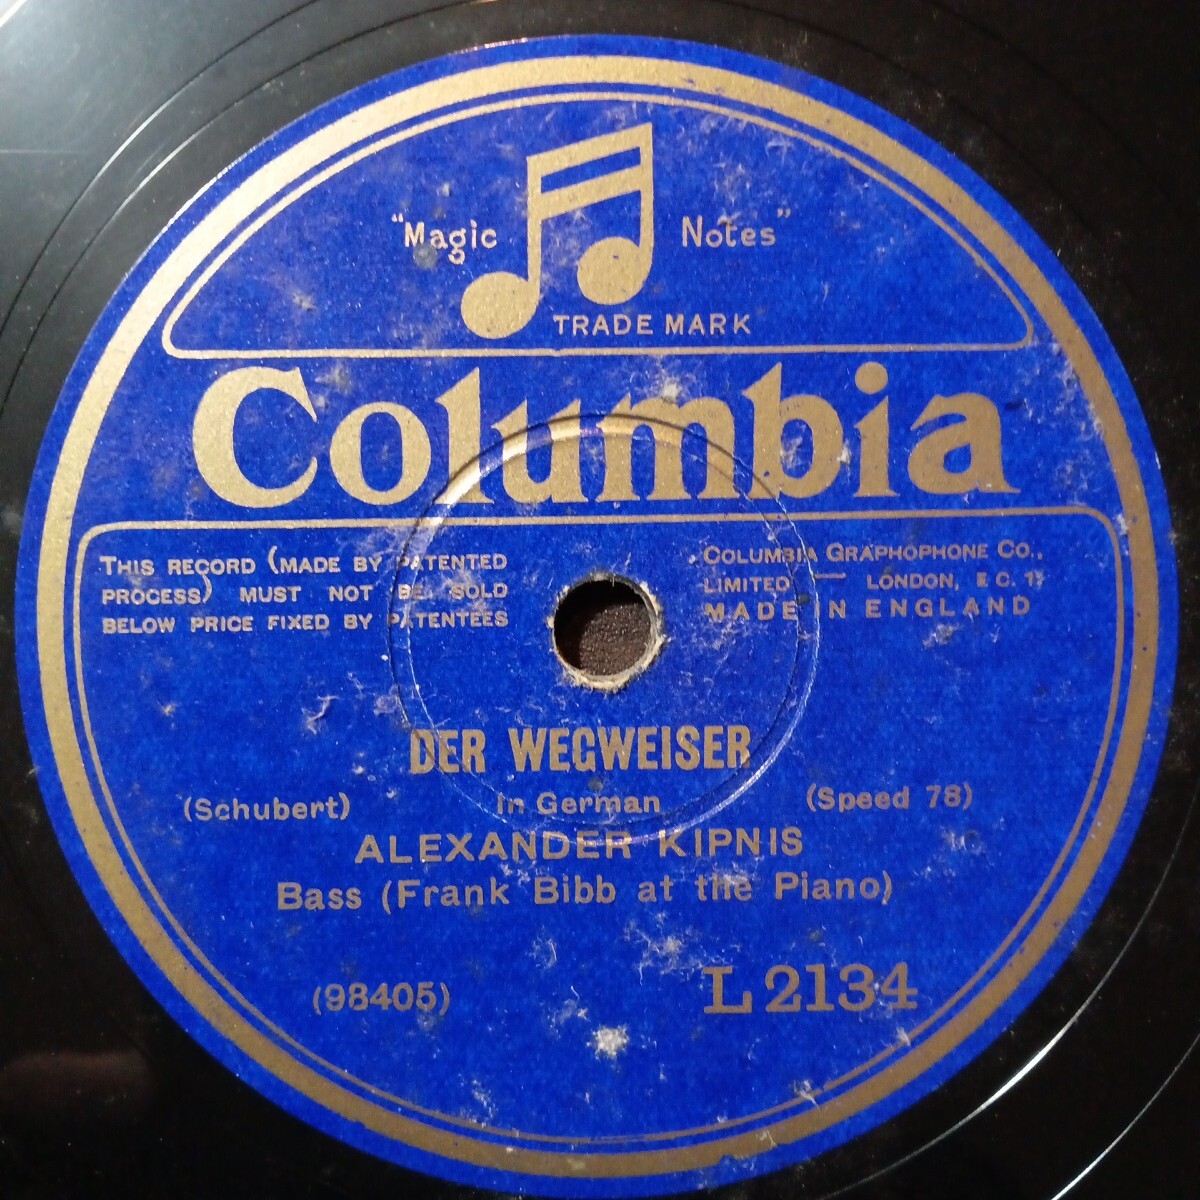 "Magic Notes"
TRADE MARK
Columbia
THIS RECORD (MADE BY PATENTED
PROCESS) MUST NOT BE SOLD
BELOW PRICE FIXED BY PATENTEES
COLUMBIA GRAPHOPHONE CO.,
LIMITED — LONDON, E.C.1.
MADE IN ENGLAND
DER WEGWEISER
(Schubert) in German (Speed 78)
ALEXANDER KIPNIS
Bass (Frank Bibb at the Piano)
(98405) L 2134